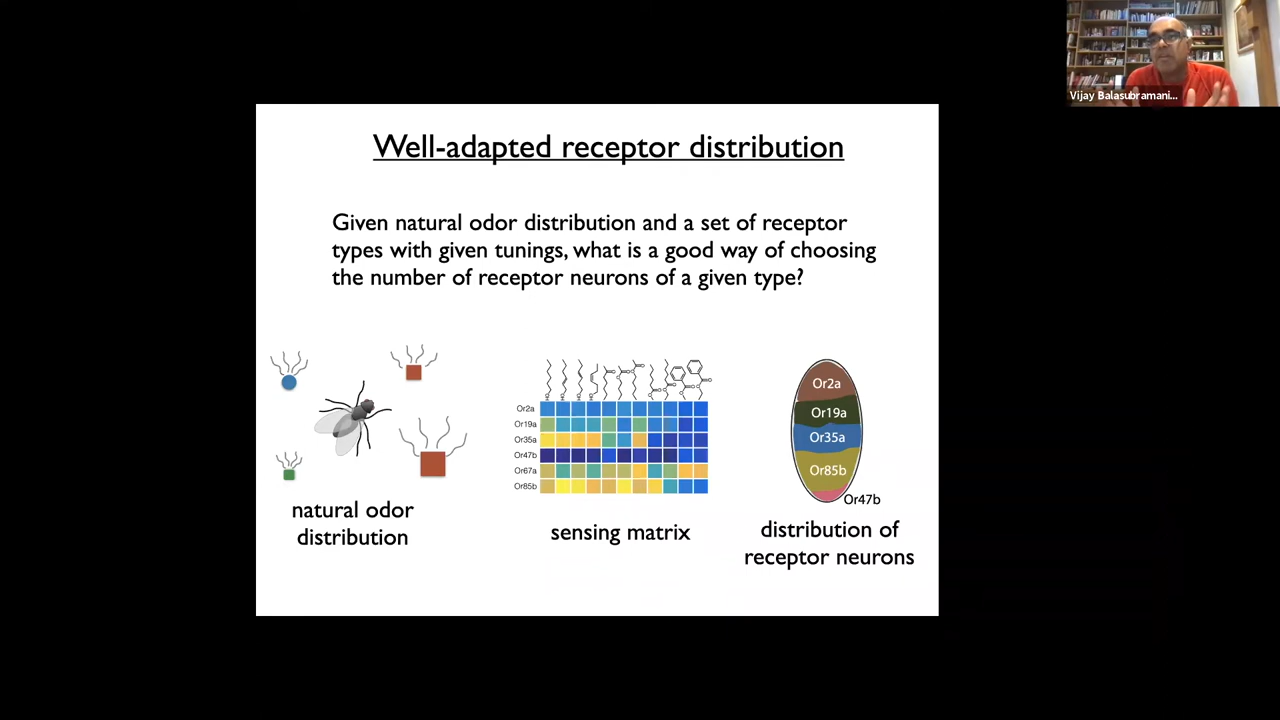 Vijay Balasubramani...
Well-adapted receptor distribution
Given natural odor distribution and a set of receptor
types with given tunings, what is a good way of choosing
the number of receptor neurons of a given type?
Or2a
Or19a
Or35a
Or47b
Or67a
Or85b
Or2a
Or19a
Or35a
Or85b
Or47b
natural odor
distribution
sensing matrix
distribution of
receptor neurons